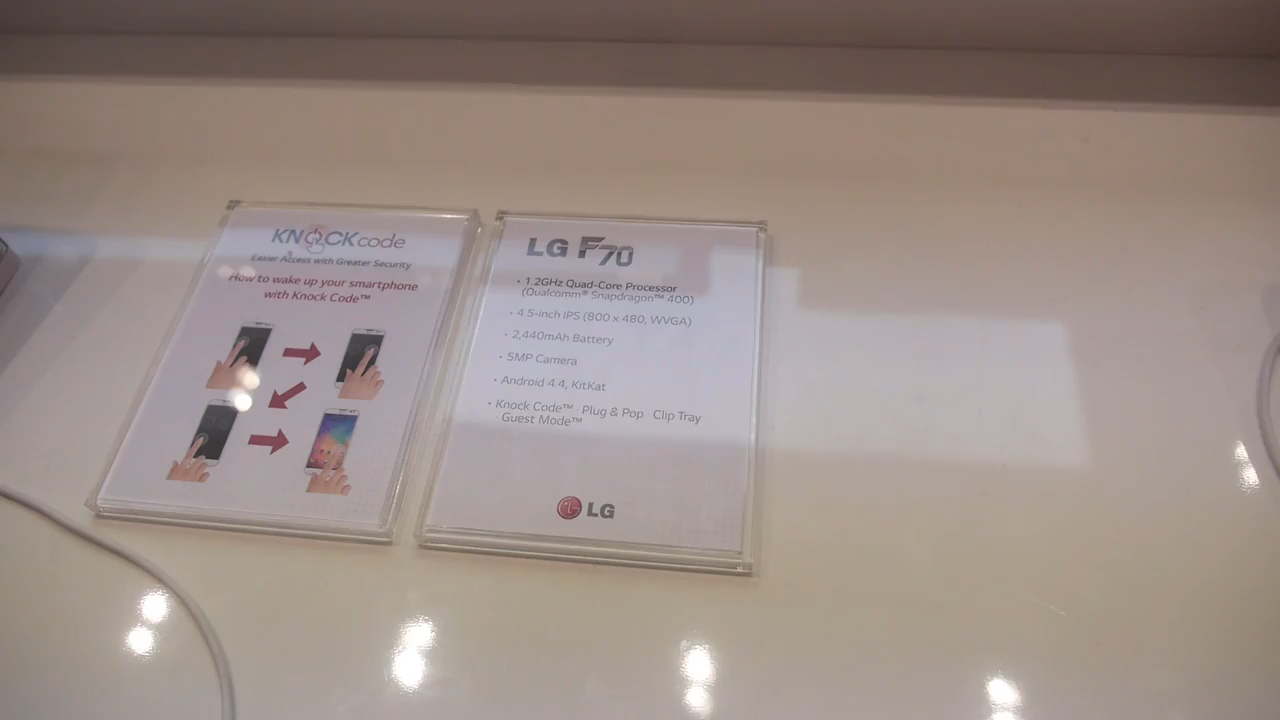 KNOCK code
Easier Access with Greater Security
How to wake up your smartphone
with Knock Code™
LG F70
• 1.2GHz Quad-Core Processor
(Qualcomm® Snapdragon™ 400)
• 4.5-inch IPS (800 x 480, WVGA)
• 2,440mAh Battery
• 5MP Camera
• Android 4.4, KitKat
• Knock Code™ · Plug & Pop · Clip Tray
· Guest Mode™
LG